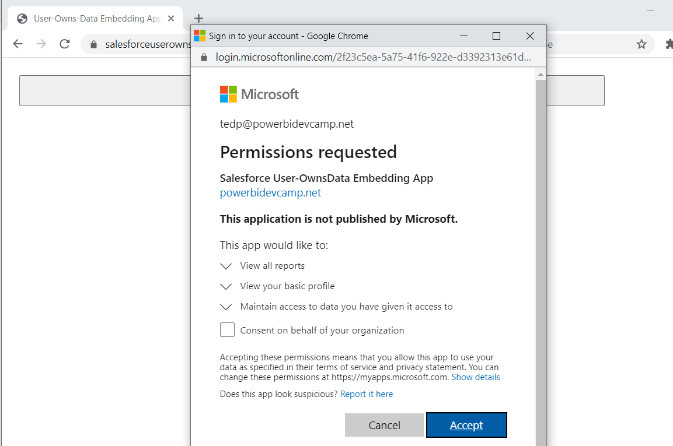 User-Owns-Data Embedding App
Sign in to your account - Google Chrome
salesforceuserowns
login.microsoftonline.com/2f23c5ea-5a75-41f6-922e-d3392313e61d...
Microsoft
tedp@powerbidevcamp.net
Permissions requested
Salesforce User-OwnsData Embedding App
powerbidevcamp.net
This application is not published by Microsoft.
This app would like to:
View all reports
View your basic profile
Maintain access to data you have given it access to
Consent on behalf of your organization
Accepting these permissions means that you allow this app to use your
data as specified in their terms of service and privacy statement. You can
change these permissions at https://myapps.microsoft.com. Show details
Does this app look suspicious? Report it here
Cancel Accept